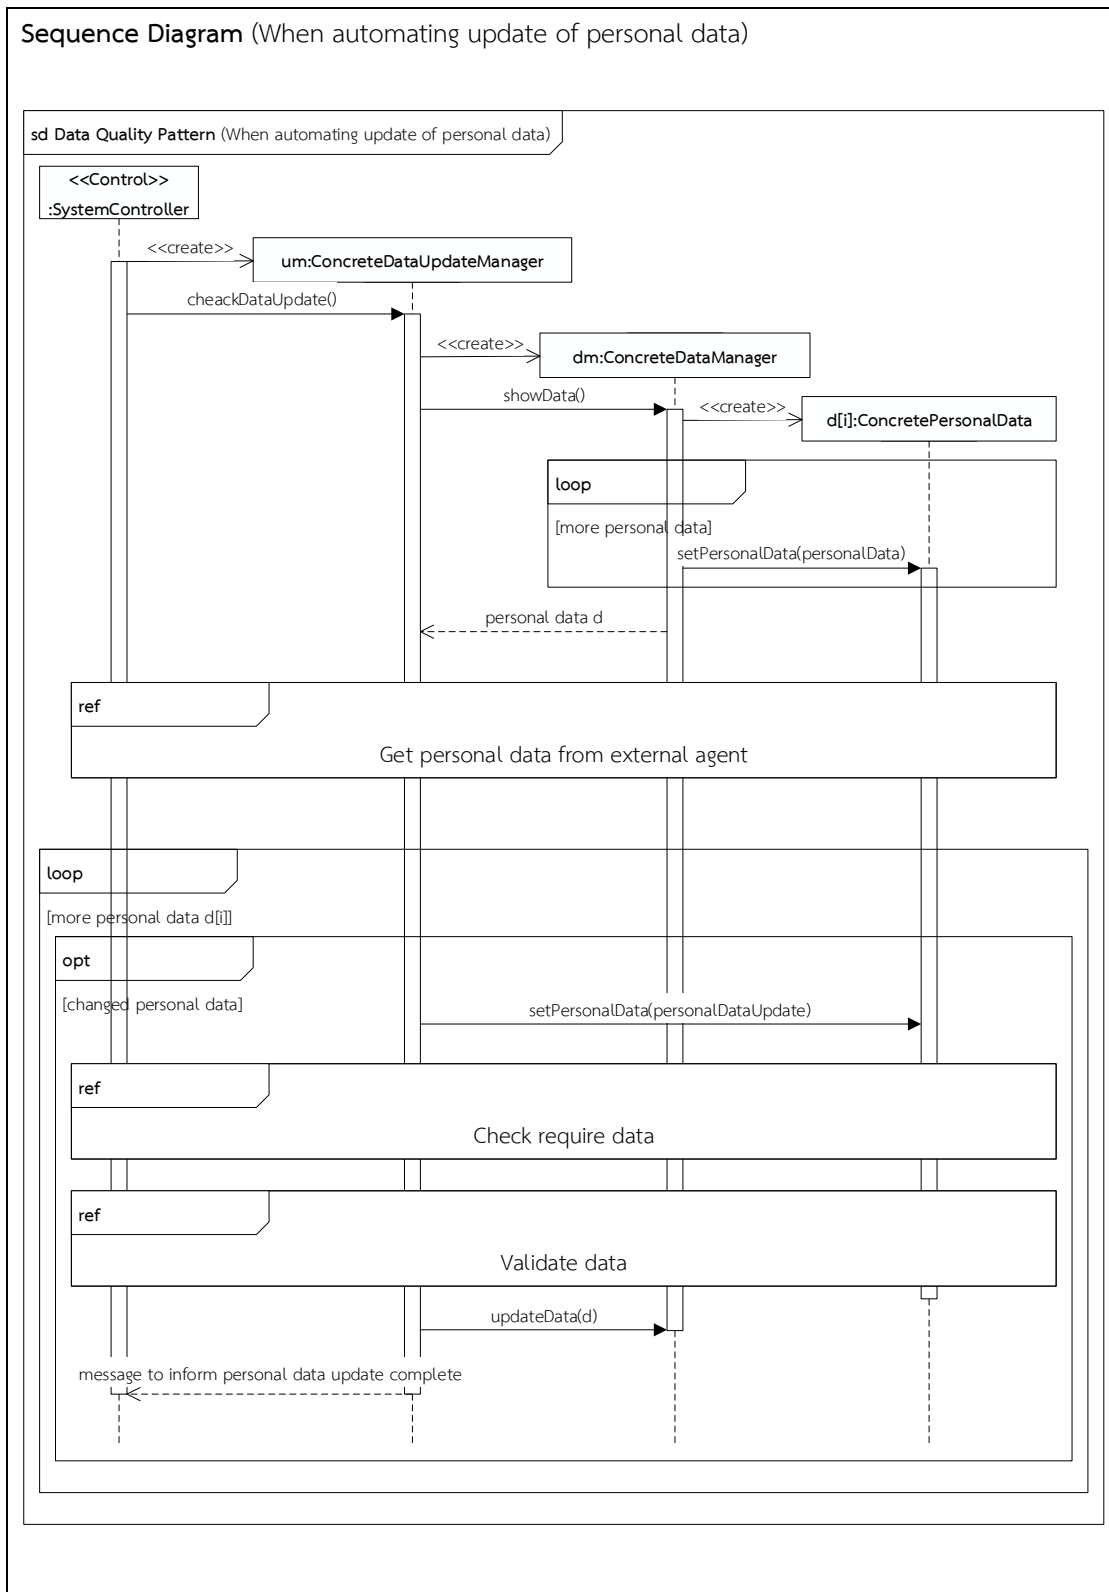 Sequence Diagram (When automating update of personal data)
sd Data Quality Pattern (When automating update of personal data)
<<Control>>
:SystemController
<<create>>
um:ConcreteDataUpdateManager
cheackDataUpdate()
<<create>>
dm:ConcreteDataManager
showData()
<<create>>
d[i]:ConcretePersonalData
loop
[more personal data]
setPersonalData(personalData)
personal data d
ref
Get personal data from external agent
loop
[more personal data d[i]]
opt
[changed personal data]
setPersonalData(personalDataUpdate)
ref
Check require data
ref
Validate data
updateData(d)
message to inform personal data update complete